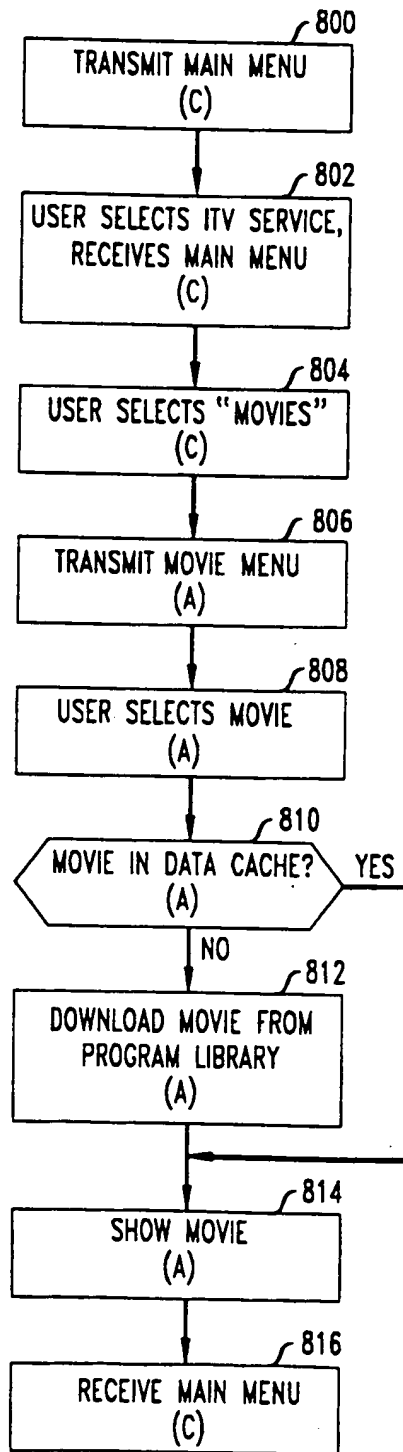 800
TRANSMIT MAIN MENU
(C)
802
USER SELECTS ITV SERVICE,
RECEIVES MAIN MENU
(C)
804
USER SELECTS "MOVIES"
(C)
806
TRANSMIT MOVIE MENU
(A)
808
USER SELECTS MOVIE
(A)
810
MOVIE IN DATA CACHE?
(A)
YES
NO
812
DOWNLOAD MOVIE FROM
PROGRAM LIBRARY
(A)
814
SHOW MOVIE
(A)
816
RECEIVE MAIN MENU
(C)